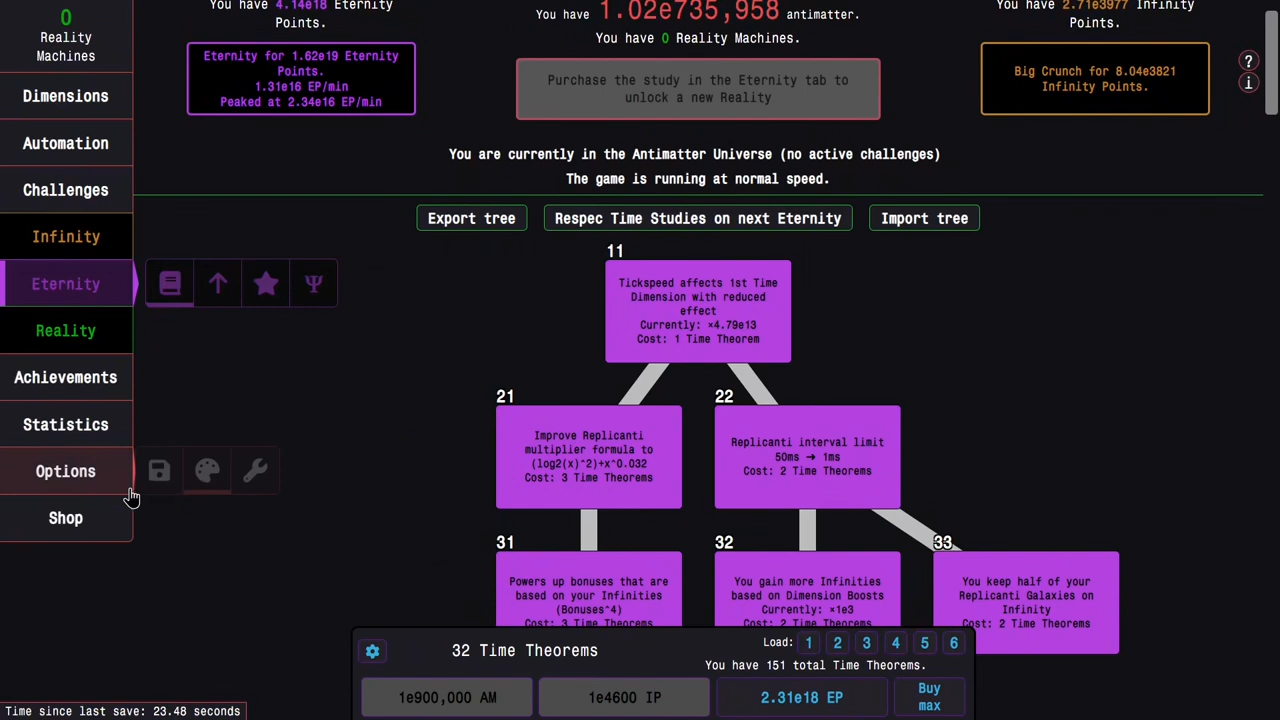 0
Reality
Machines
Dimensions
Automation
Challenges
Infinity
Eternity
Reality
Achievements
Statistics
Options
Shop
You have 4.14e18 Eternity
Points.
Eternity for 1.62e19 Eternity
Points.
1.31e16 EP/min
Peaked at 2.34e16 EP/min
You have 1.02e735,958 antimatter.
You have 0 Reality Machines.
Purchase the study in the Eternity tab to
unlock a new Reality
You have 2.71e3977 Infinity
Points.
Big Crunch for 8.04e3821
Infinity Points.
?
i
You are currently in the Antimatter Universe (no active challenges)
The game is running at normal speed.
Export tree
Respec Time Studies on next Eternity
Import tree
11
Tickspeed affects 1st Time
Dimension with reduced
effect
Currently: ×4.79e13
Cost: 1 Time Theorem
21
Improve Replicanti
multiplier formula to
(log2(x)^2)+x^0.032
Cost: 3 Time Theorems
22
Replicanti interval limit
50ms → 1ms
Cost: 2 Time Theorems
31
Powers up bonuses that are
based on your Infinities
(Bonuses^4)
Cost: 3 Time Theorems
32
You gain more Infinities
based on Dimension Boosts
Currently: ×1e3
Cost: 2 Time Theorems
33
You keep half of your
Replicanti Galaxies on
Infinity
Cost: 2 Time Theorems
32 Time Theorems
Load: 1 2 3 4 5 6
You have 151 total Time Theorems.
1e900,000 AM
1e4600 IP
2.31e18 EP
Buy
max
Time since last save: 23.48 seconds